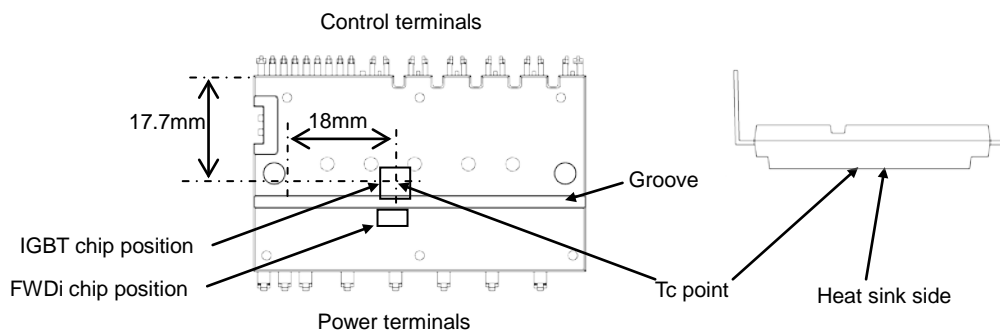 Control terminals
17.7mm
18mm
Groove
IGBT chip position
FWDi chip position
Tc point
Heat sink side
Power terminals